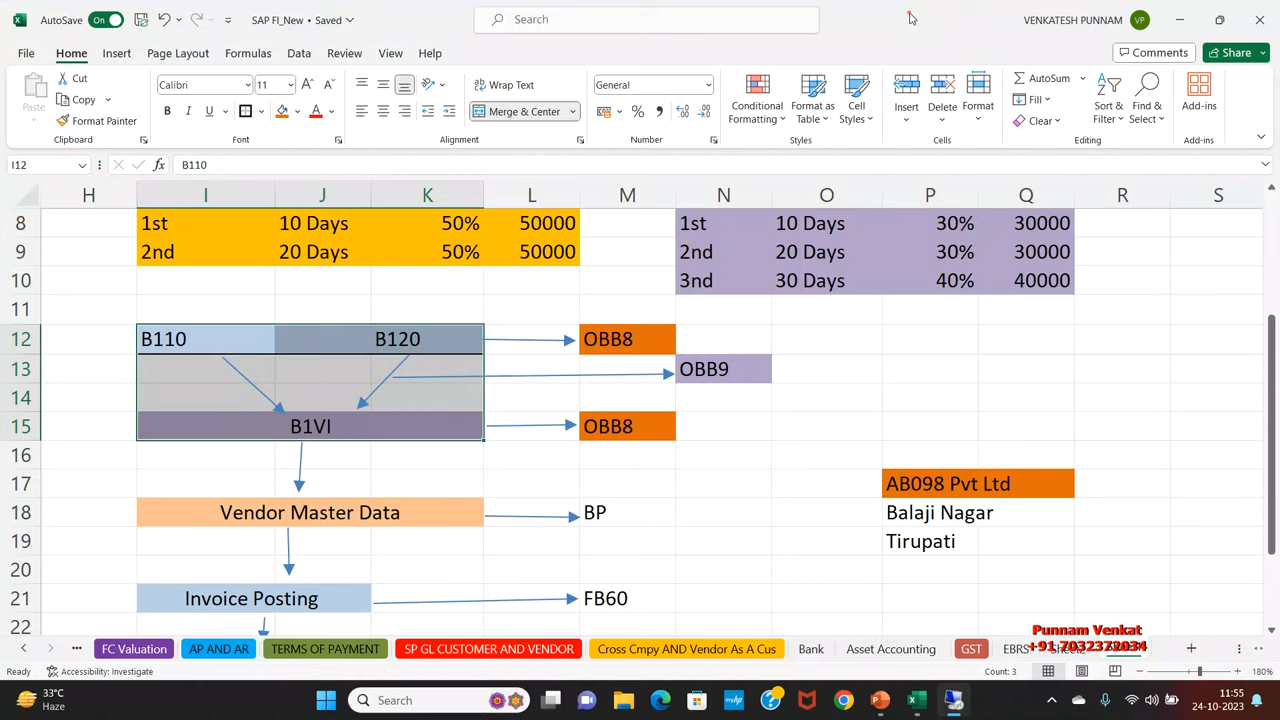 AutoSave On SAP FI_New • Saved Search VENKATESH PUNNAM VP
File Home Insert Page Layout Formulas Data Review View Help Comments Share
Paste Cut Copy Format Painter Clipboard
Calibri 11 B I U Font
Wrap Text Merge & Center Alignment
General Number
Conditional Formatting Format as Table Cell Styles Styles
Insert Delete Format Cells
AutoSum Fill Clear Sort & Filter Find & Select Editing
Add-ins Add-ins
I12 fx B110
H I J K L M N O P Q R S
8 1st 10 Days 50% 50000 1st 10 Days 30% 30000
9 2nd 20 Days 50% 50000 2nd 20 Days 30% 30000
10 3nd 30 Days 40% 40000
11
12 B110 B120 OBB8
13 OBB9
14
15 B1VI OBB8
16
17 AB098 Pvt Ltd
18 Vendor Master Data BP Balaji Nagar
19 Tirupati
20
21 Invoice Posting FB60
22
Punnam Venkat
+91 7032372034
FC Valuation AP AND AR TERMS OF PAYMENT SP GL CUSTOMER AND VENDOR Cross Cmpy AND Vendor As A Cus Bank Asset Accounting GST EBRS
Ready Accessibility: Investigate Count: 3 180%
33°C
Haze
Search
11:55
24-10-2023